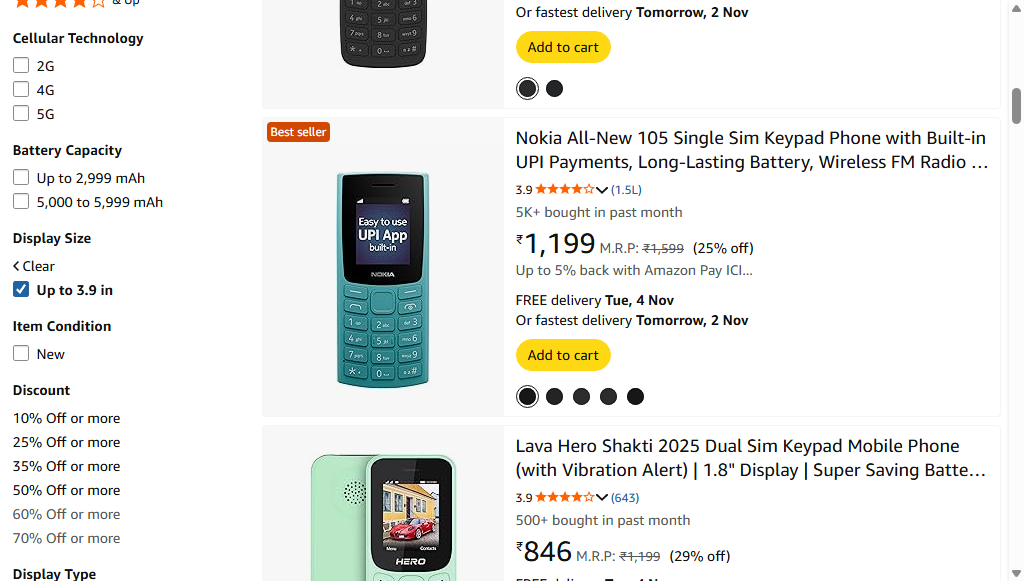 & Up
Cellular Technology
2G
4G
5G
Battery Capacity
Up to 2,999 mAh
5,000 to 5,999 mAh
Display Size
Clear
Up to 3.9 in
Item Condition
New
Discount
10% Off or more
25% Off or more
35% Off or more
50% Off or more
60% Off or more
70% Off or more
Display Type
Or fastest delivery Tomorrow, 2 Nov
Add to cart
Best seller
Easy to use
UPI App
built-in
NOKIA
Nokia All-New 105 Single Sim Keypad Phone with Built-in
UPI Payments, Long-Lasting Battery, Wireless FM Radio …
3.9 (1.5L)
5K+ bought in past month
₹1,199 M.R.P: ₹1,599 (25% off)
Up to 5% back with Amazon Pay ICI…
FREE delivery Tue, 4 Nov
Or fastest delivery Tomorrow, 2 Nov
Add to cart
Menu Contacts
HERO
Lava Hero Shakti 2025 Dual Sim Keypad Mobile Phone
(with Vibration Alert) | 1.8" Display | Super Saving Batte…
3.9 (643)
500+ bought in past month
₹846 M.R.P: ₹1,199 (29% off)
FREE delivery Tue, 4 Nov